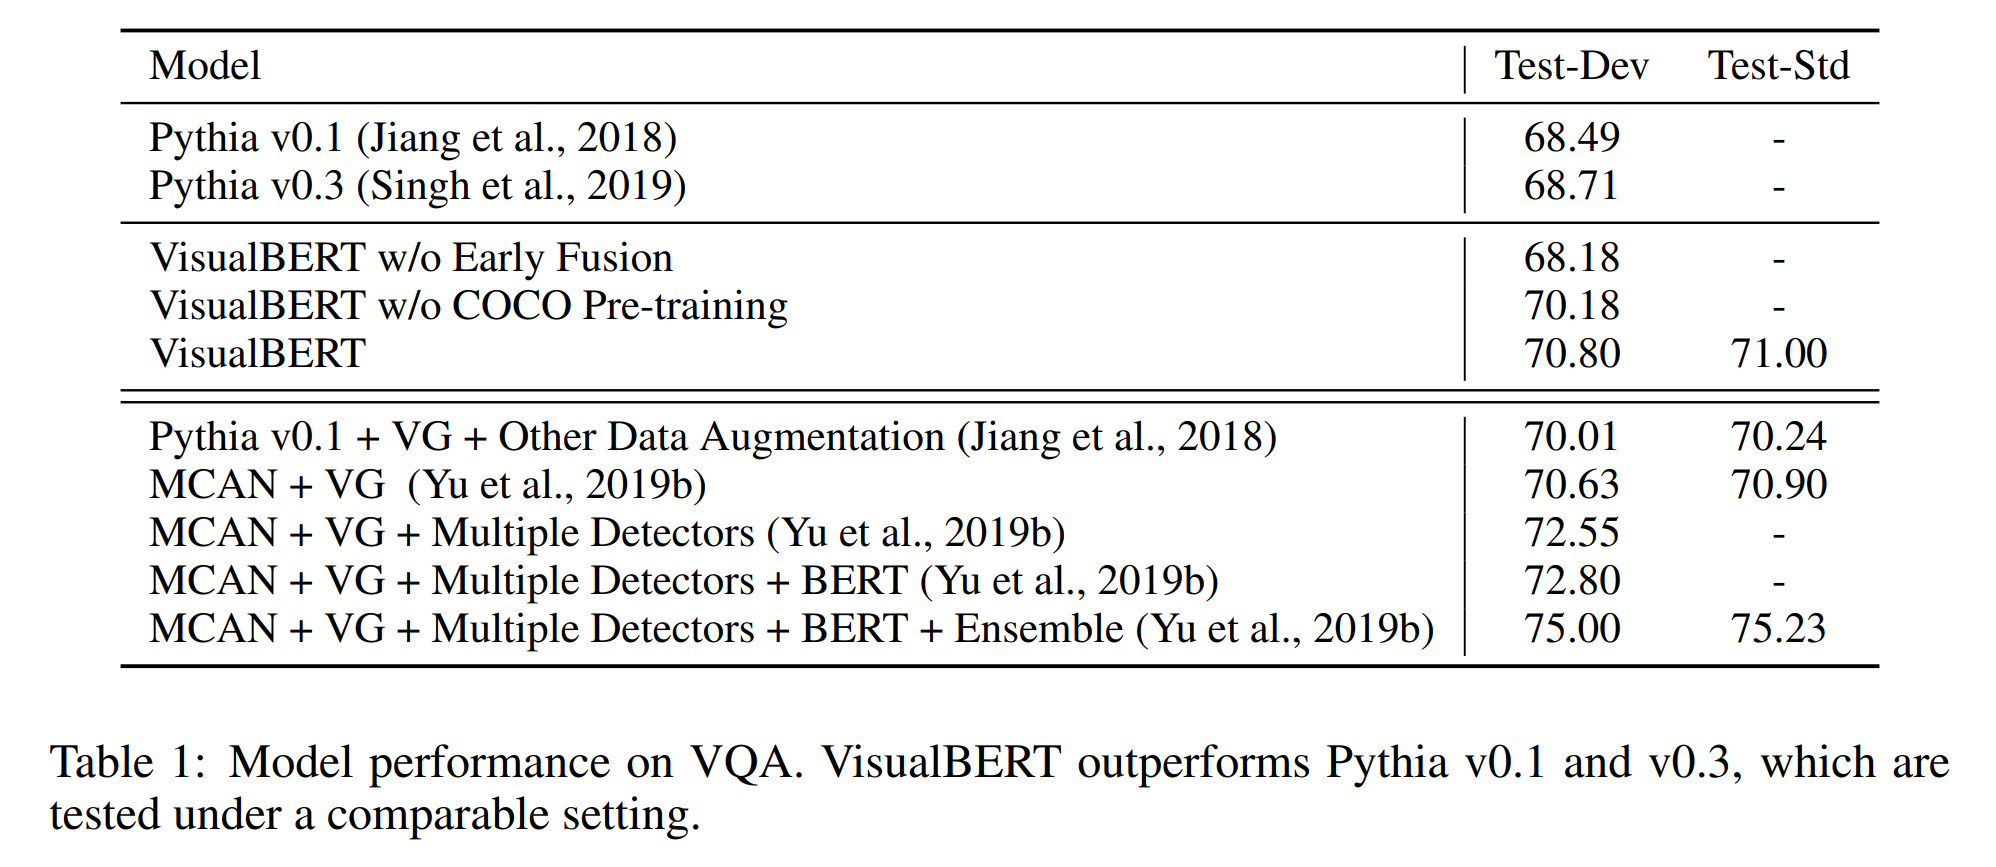 Model Test-Dev Test-Std
Pythia v0.1 (Jiang et al., 2018) 68.49 -
Pythia v0.3 (Singh et al., 2019) 68.71 -
VisualBERT w/o Early Fusion 68.18 -
VisualBERT w/o COCO Pre-training 70.18 -
VisualBERT 70.80 71.00
Pythia v0.1 + VG + Other Data Augmentation (Jiang et al., 2018) 70.01 70.24
MCAN + VG (Yu et al., 2019b) 70.63 70.90
MCAN + VG + Multiple Detectors (Yu et al., 2019b) 72.55 -
MCAN + VG + Multiple Detectors + BERT (Yu et al., 2019b) 72.80 -
MCAN + VG + Multiple Detectors + BERT + Ensemble (Yu et al., 2019b) 75.00 75.23
Table 1: Model performance on VQA. VisualBERT outperforms Pythia v0.1 and v0.3, which are
tested under a comparable setting.